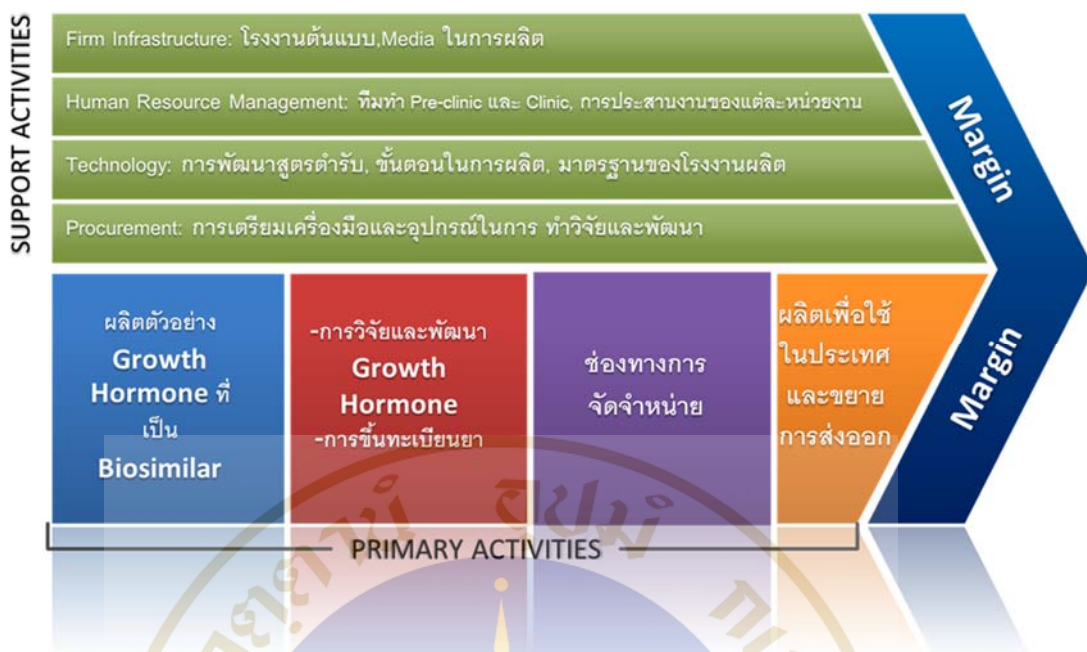 SUPPORT ACTIVITIES
Firm Infrastructure: โรงงานต้นแบบ,Media ในการผลิต
Human Resource Management: ทีมทำ Pre-clinic และ Clinic, การประสานงานของแต่ละหน่วยงาน
Technology: การพัฒนาสูตรตำรับ, ขั้นตอนในการผลิต, มาตรฐานของโรงงานผลิต
Procurement: การเตรียมเครื่องมือและอุปกรณ์ในการ ทำวิจัยและพัฒนา
Margin
Margin
ผลิตตัวอย่าง
Growth
Hormone ที่
เป็น
Biosimilar
-การวิจัยและพัฒนา
Growth
Hormone
-การขึ้นทะเบียนยา
ช่องทางการ
จัดจำหน่าย
ผลิตเพื่อใช้
ในประเทศ
และขยาย
การส่งออก
PRIMARY ACTIVITIES